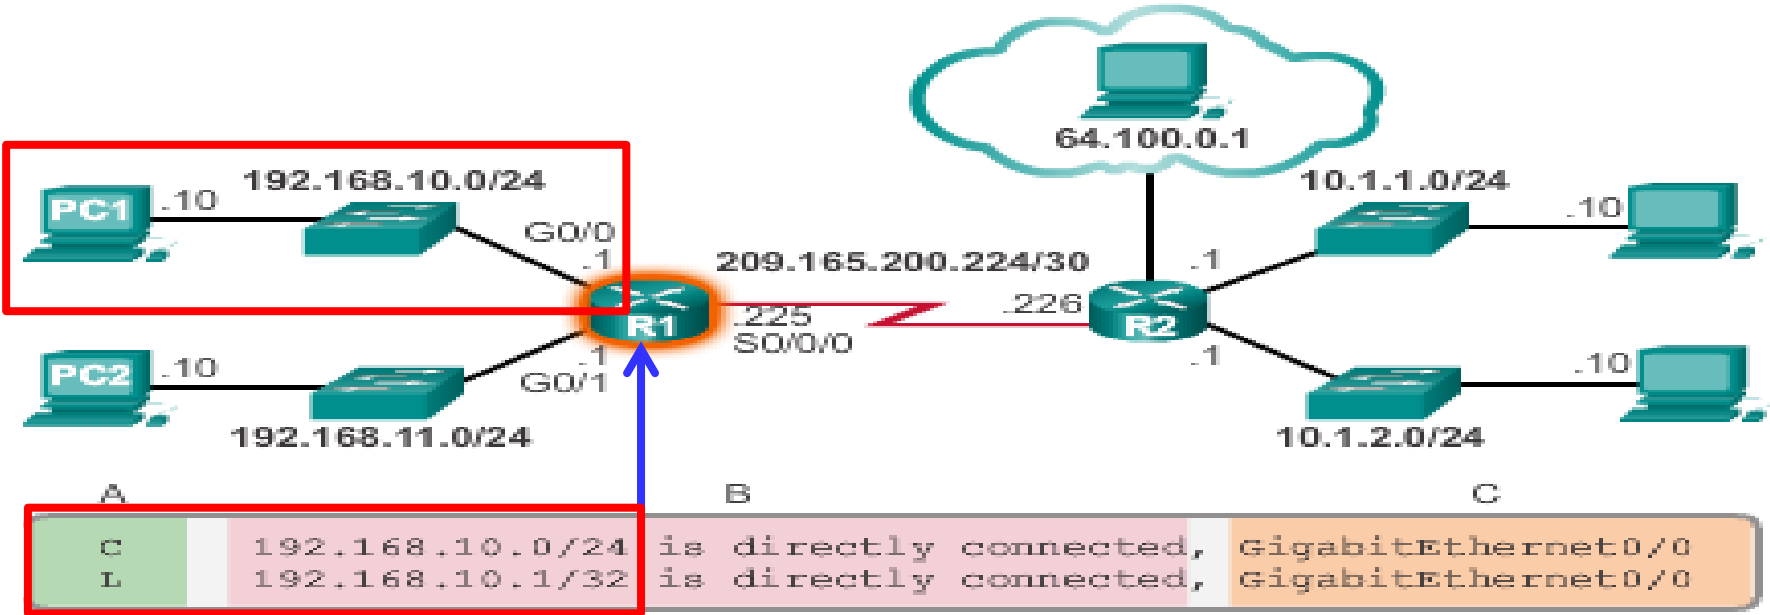 64.100.0.1
192.168.10.0/24
10.1.1.0/24
PC1
.10
.10
G0/0
.1
209.165.200.224/30
.1
.225
.226
R1
R2
S0/0/0
.1
.1
PC2
.10
G0/1
.10
192.168.11.0/24
10.1.2.0/24
A B C
C 192.168.10.0/24 is directly connected, GigabitEthernet0/0
L 192.168.10.1/32 is directly connected, GigabitEthernet0/0